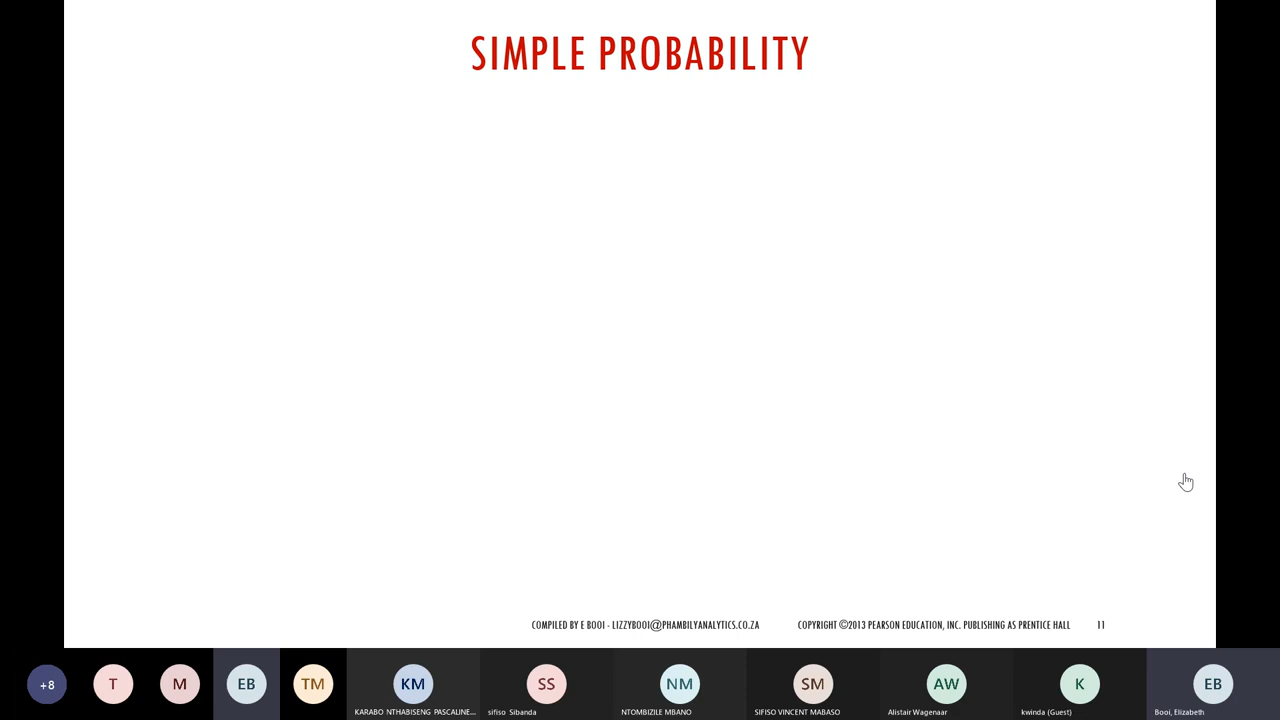 SIMPLE PROBABILITY
COMPILED BY E BOOI - LIZZYBOOI@PHAMBILYANALYTICS.CO.ZA COPYRIGHT ©2013 PEARSON EDUCATION, INC. PUBLISHING AS PRENTICE HALL 11
+8 T M EB TM KM SS NM SM AW K EB
KARABO NTHABISENG PASCALINE... sifiso Sibanda NTOMBIZILE MBANO SIFISO VINCENT MABASO Alistair Wagenaar kwinda (Guest) Booi, Elizabeth